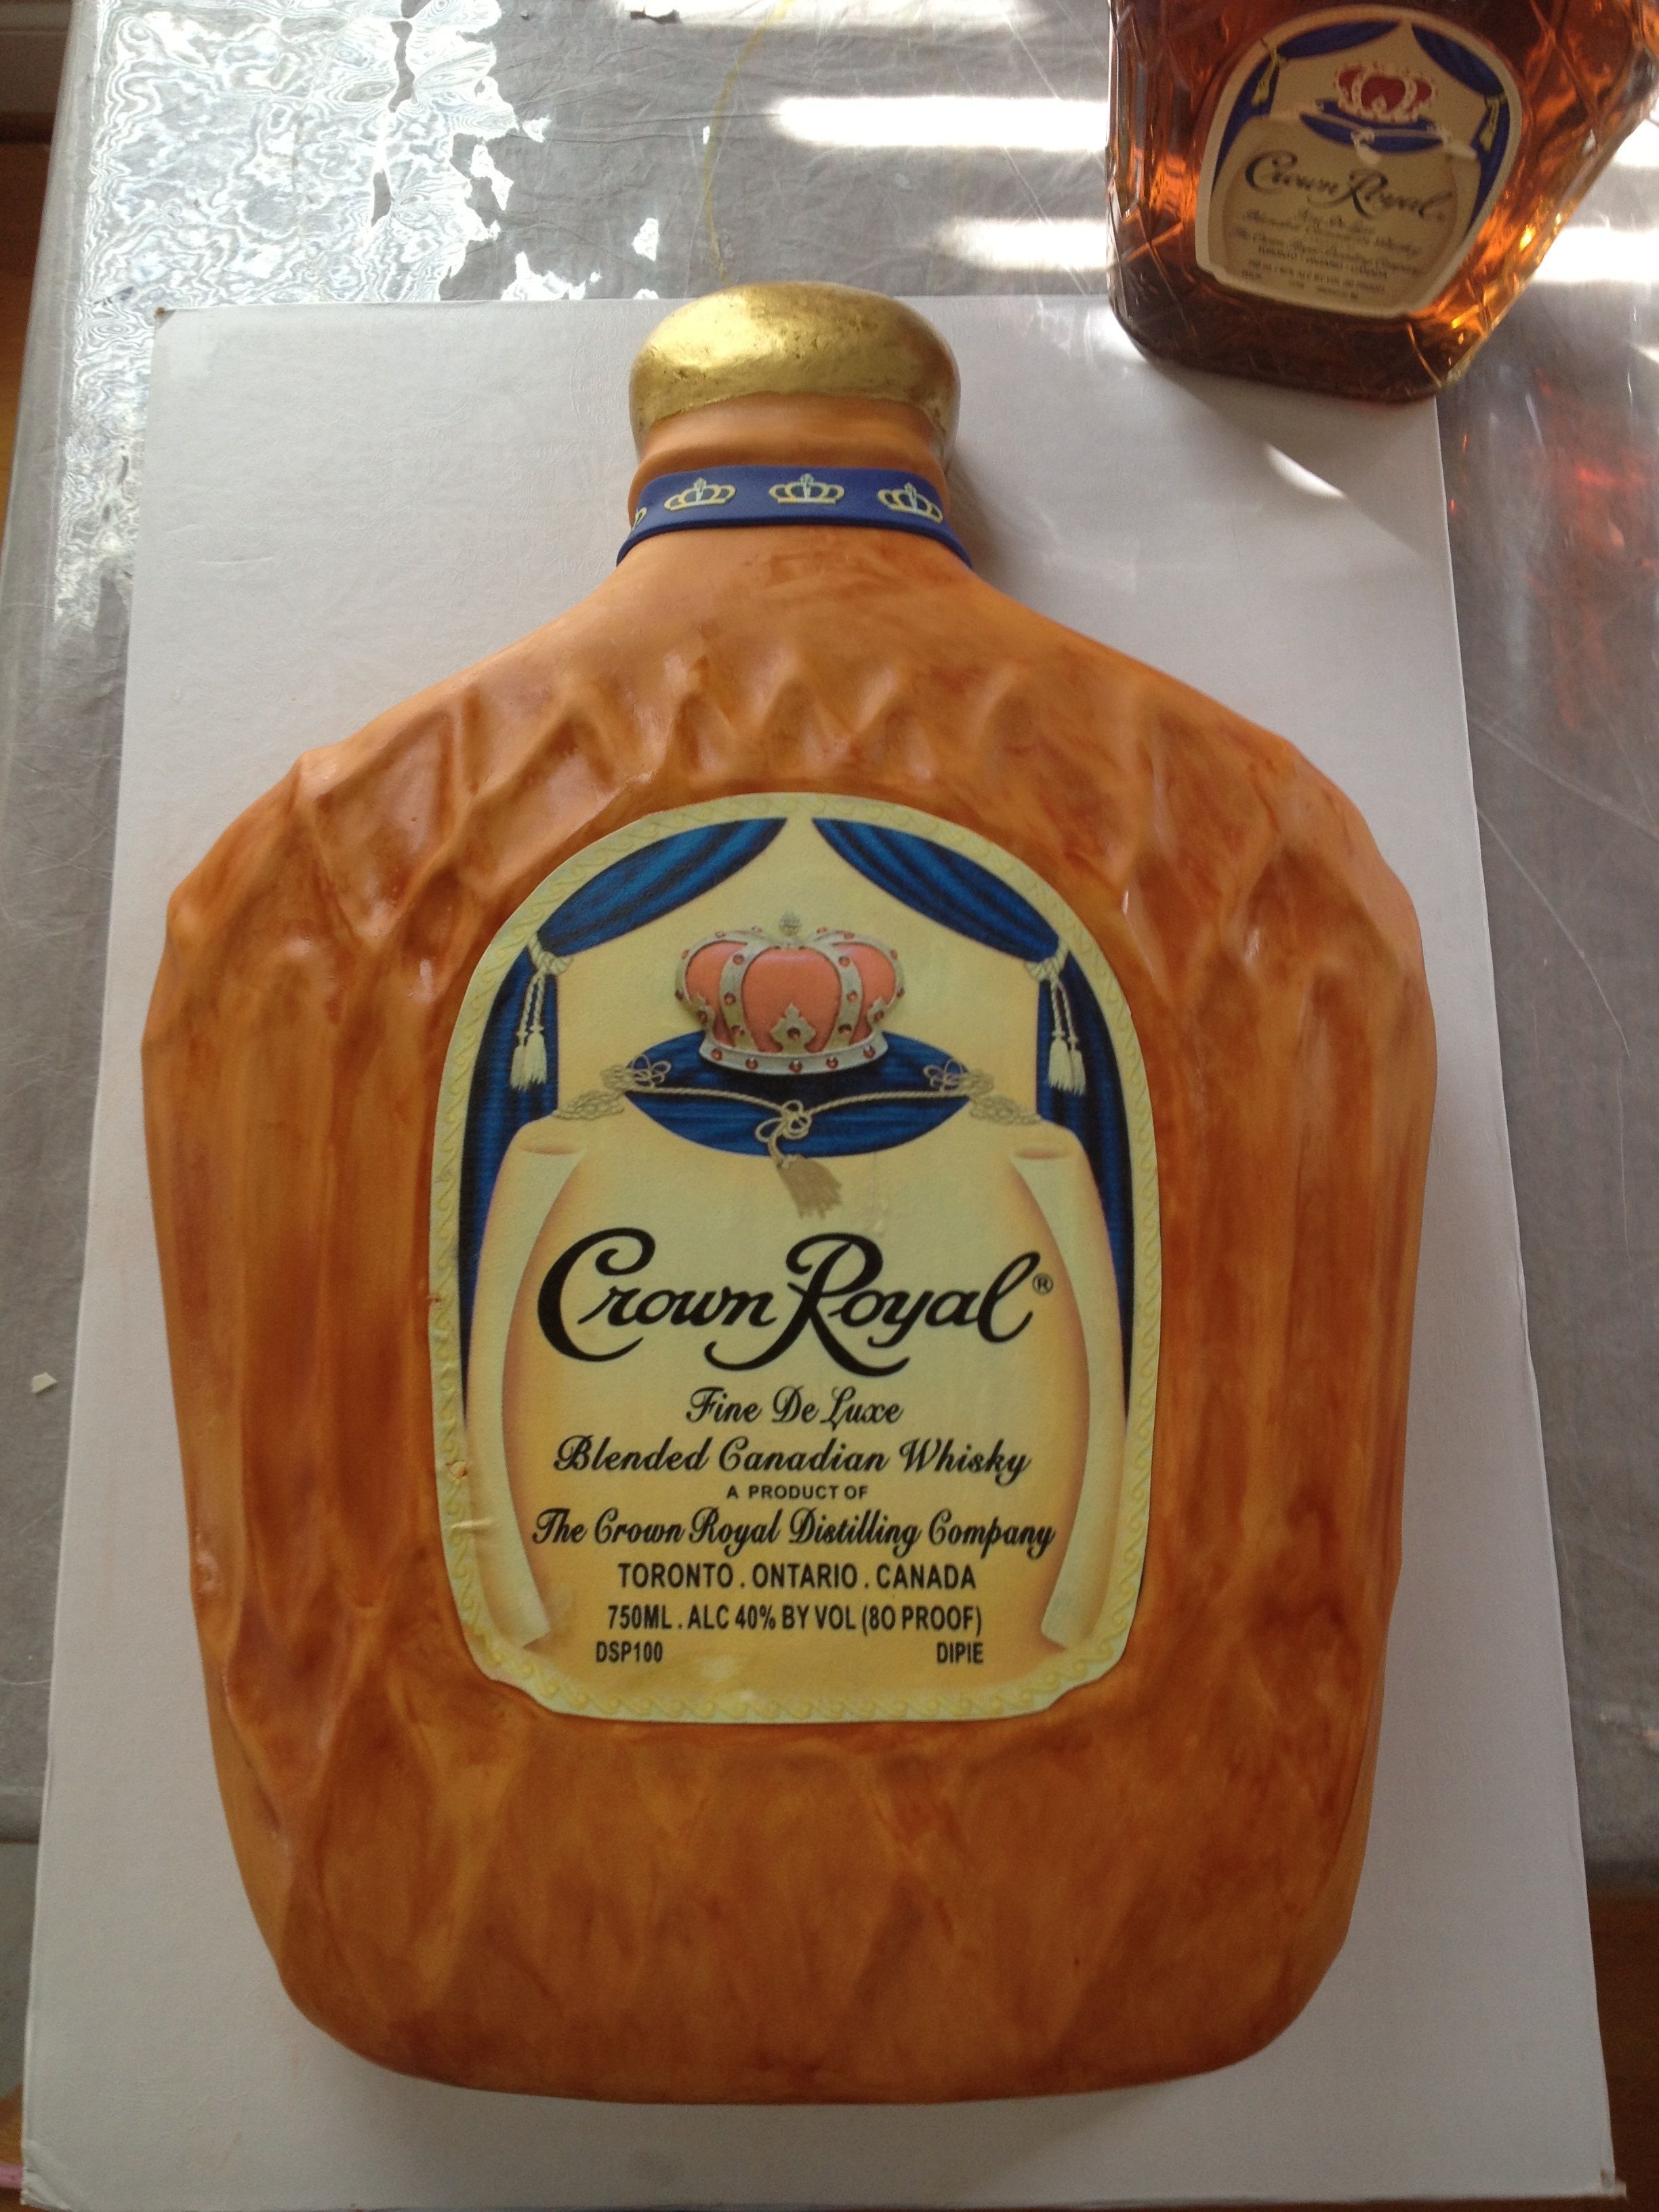 Crown Royal
Crown Royal®
Fine De Luxe
Blended Canadian Whisky
A PRODUCT OF
The Crown Royal Distilling Company
TORONTO . ONTARIO . CANADA
750ML . ALC 40% BY VOL (80 PROOF)
DSP100 DIPIE